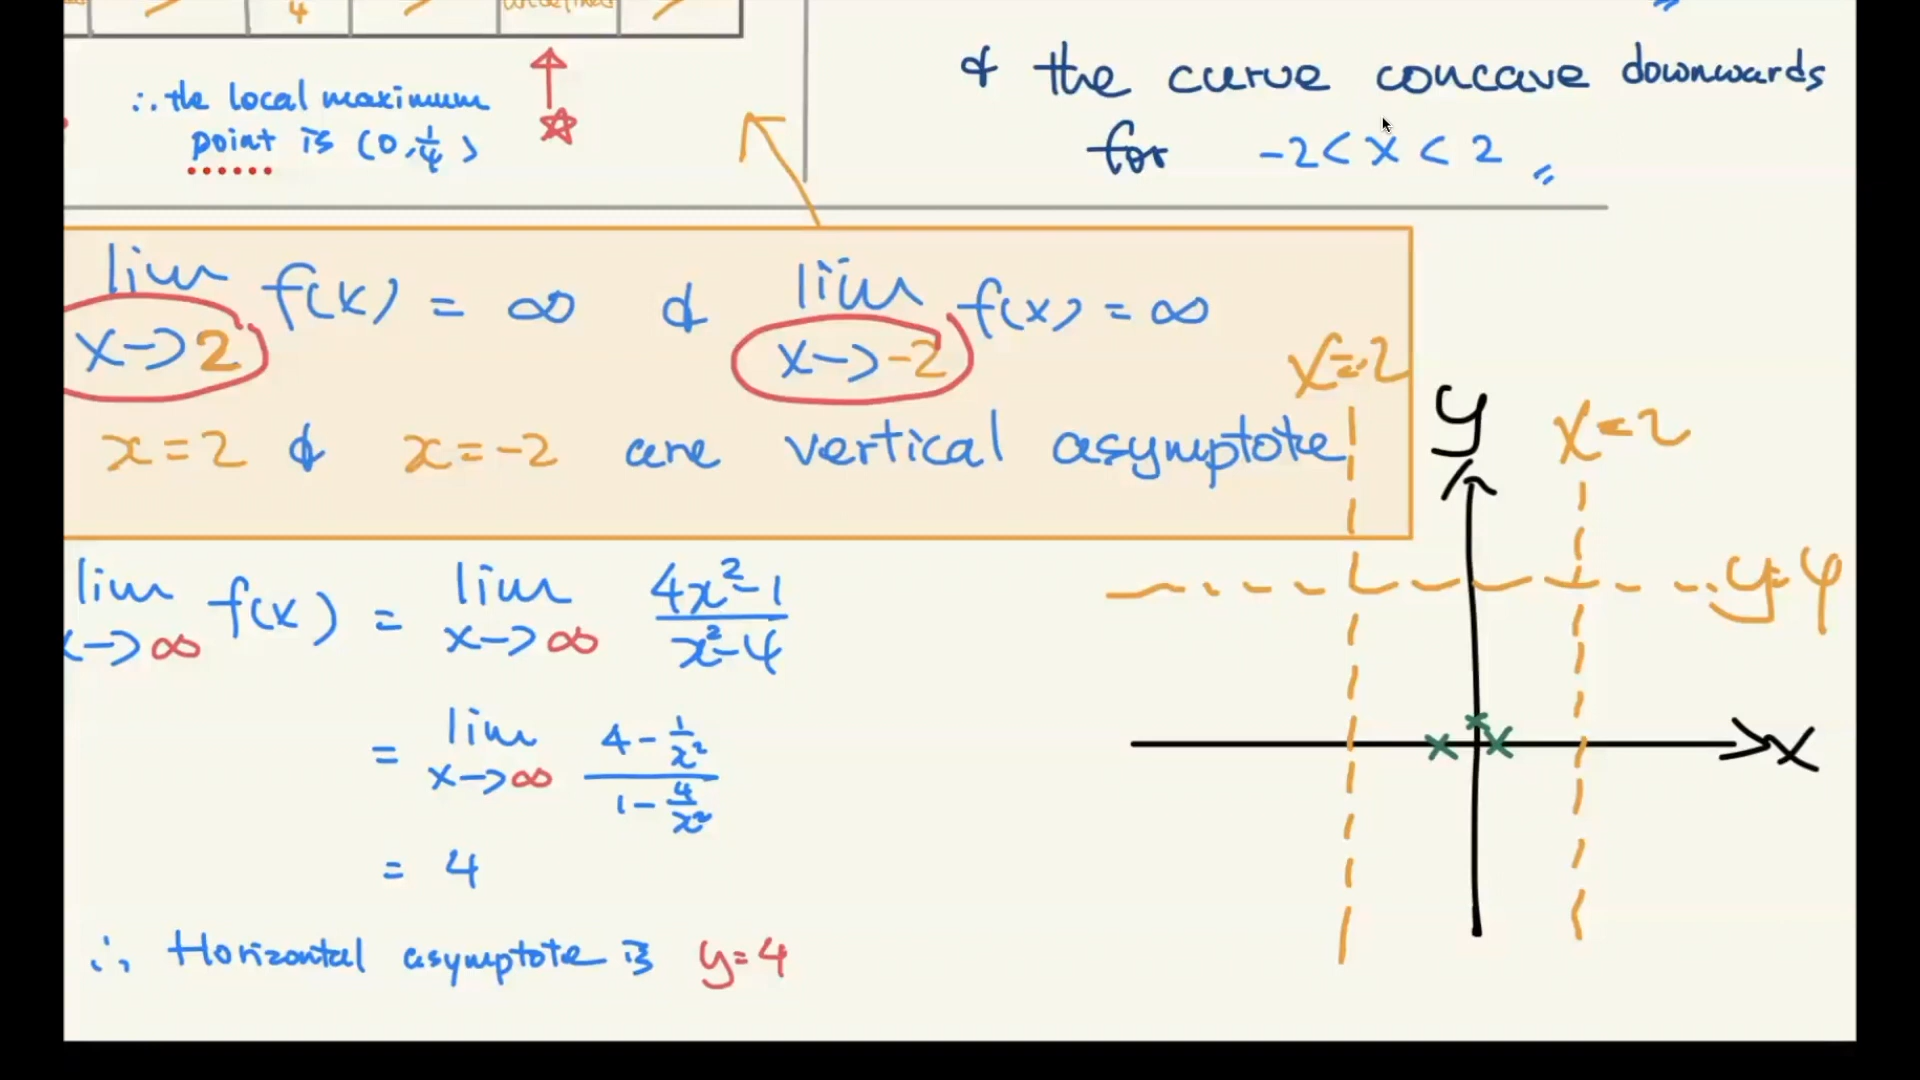 4
∴ the local maximum
point is (0, 1/4)
& the curve concave downwards
for -2 < x < 2
lim x→2 f(x) = ∞ & lim x→-2 f(x) = ∞
x=2 & x=-2 are vertical asymptote
x=-2
y
x=2
y=4
x
lim x→∞ f(x) = lim x→∞ (4x²-1)/(x²-4)
= lim x→∞ (4 - 1/x²)/(1 - 4/x²)
= 4
∴ Horizontal asymptote is y=4